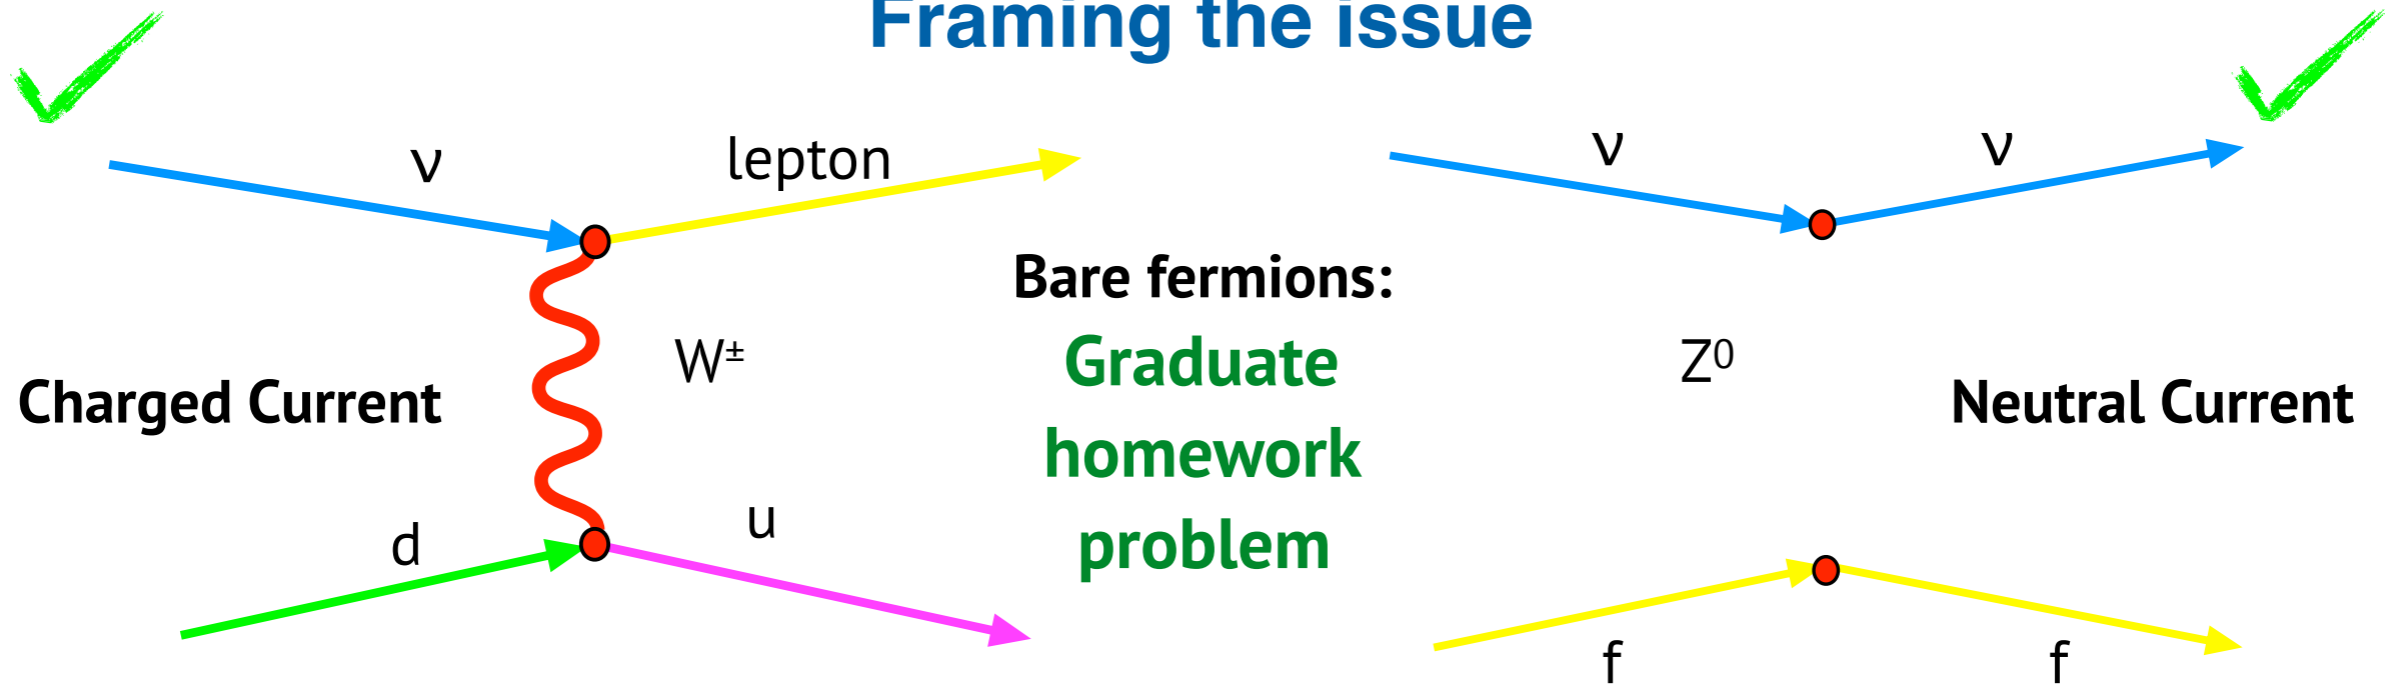 Framing the issue
ν
lepton
ν
ν
Bare fermions:
Graduate
homework
problem
W±
Z⁰
Charged Current
Neutral Current
d
u
f
f